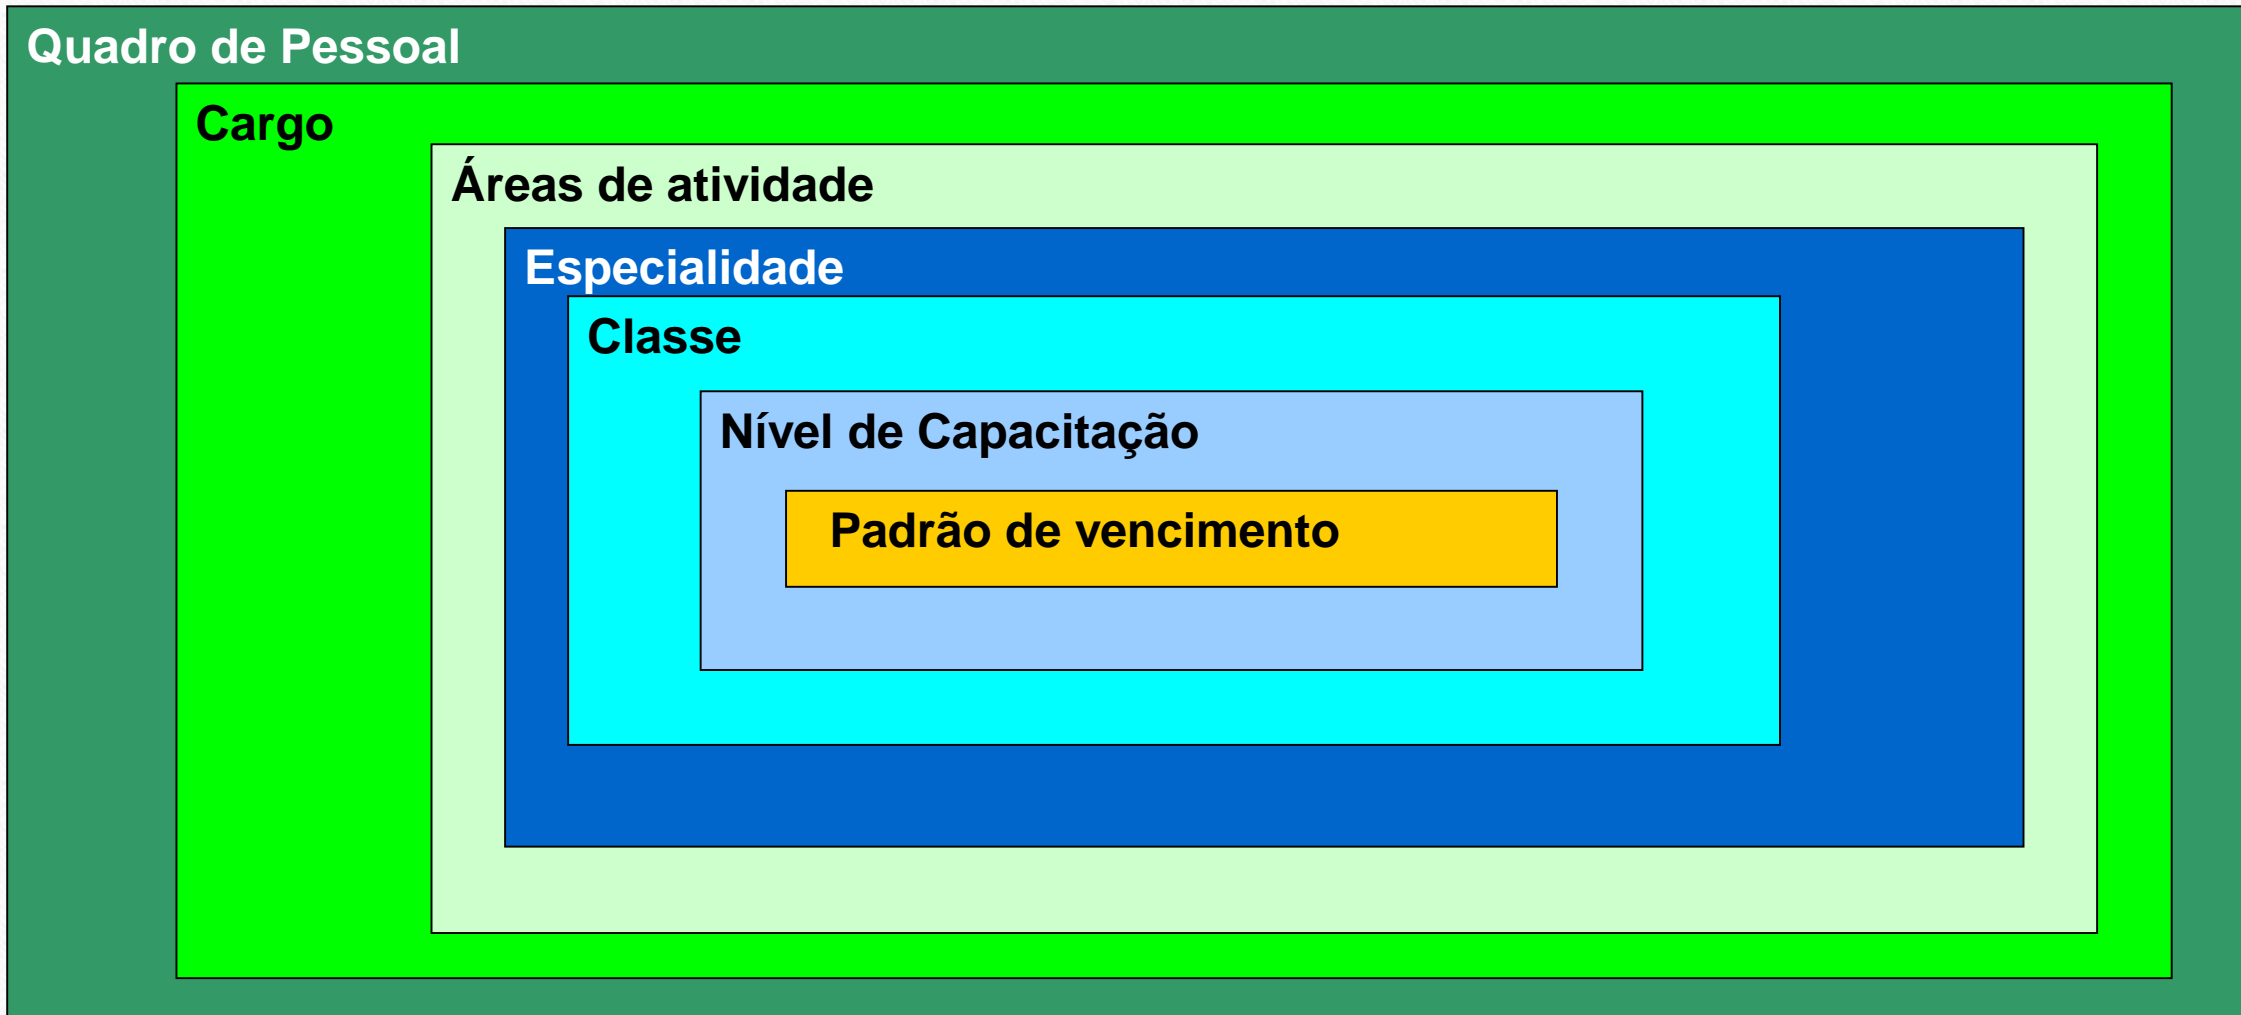 Quadro de Pessoal
Cargo
Áreas de atividade
Especialidade
Classe
Nível de Capacitação
Padrão de vencimento